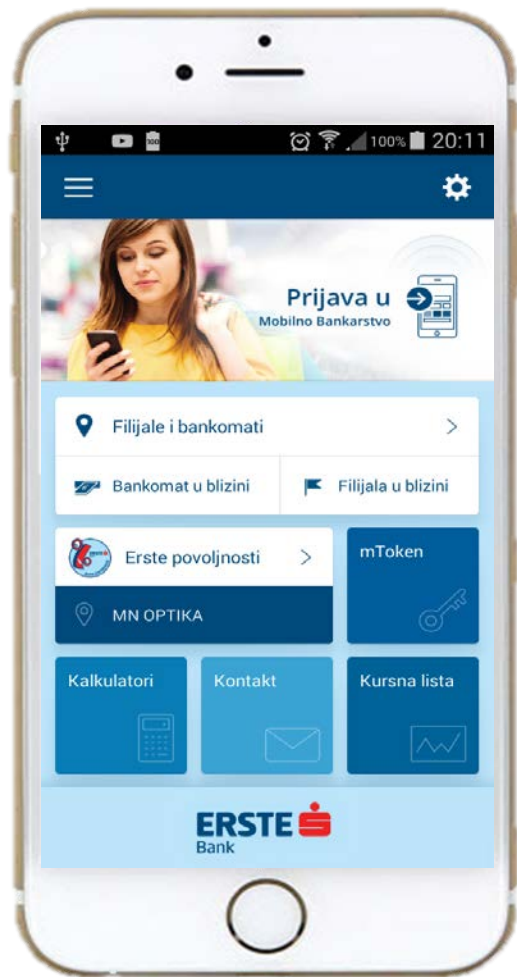 100
100%
20:11
Prijava u
Mobilno Bankarstvo
Filijale i bankomati
Bankomat u blizini
Filijala u blizini
Erste povoljnosti
mToken
MN OPTIKA
Kalkulatori
Kontakt
Kursna lista
ERSTE
Bank